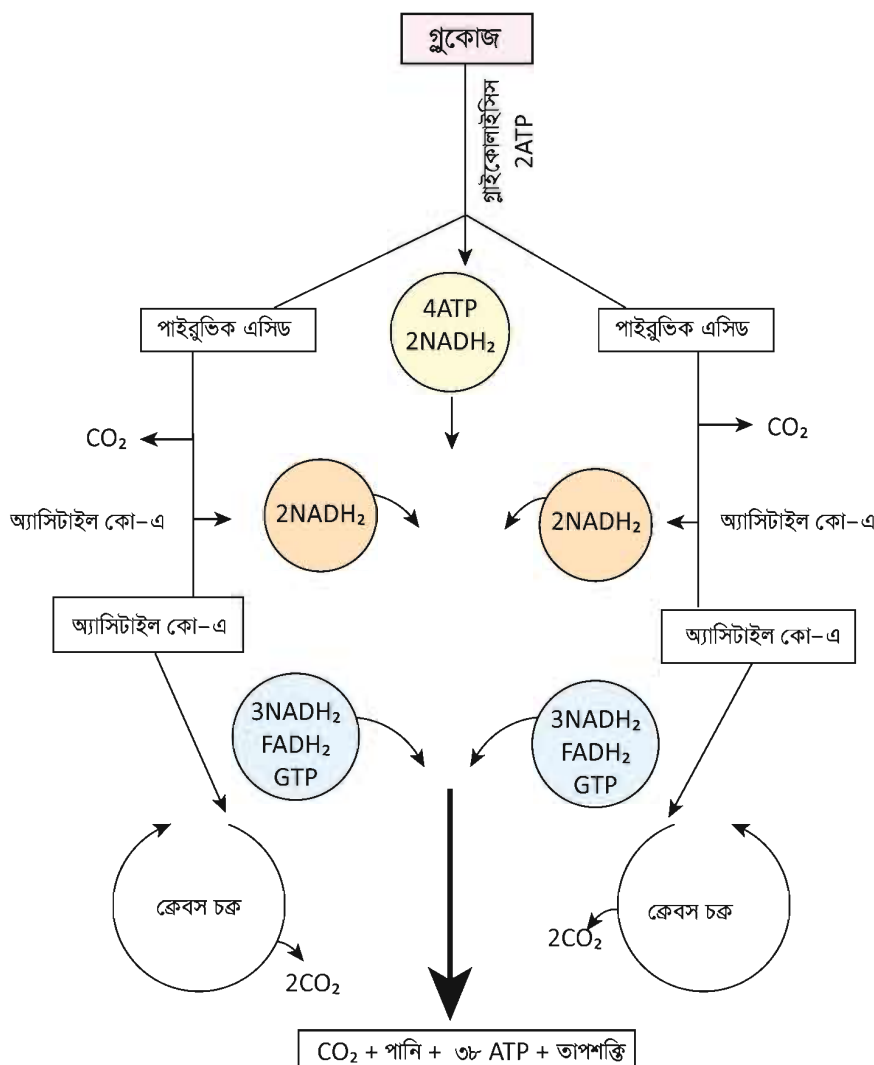 গ্লুকোজ
গ্লাইকোলাইসিস
2ATP
4ATP
2NADH₂
পাইরুভিক এসিড
পাইরুভিক এসিড
CO₂
CO₂
2NADH₂
2NADH₂
অ্যাসিটাইল কো–এ
অ্যাসিটাইল কো–এ
অ্যাসিটাইল কো–এ
অ্যাসিটাইল কো–এ
3NADH₂
FADH₂
GTP
3NADH₂
FADH₂
GTP
ক্রেবস চক্র
ক্রেবস চক্র
2CO₂
2CO₂
CO₂ + পানি + ৩৮ ATP + তাপশক্তি